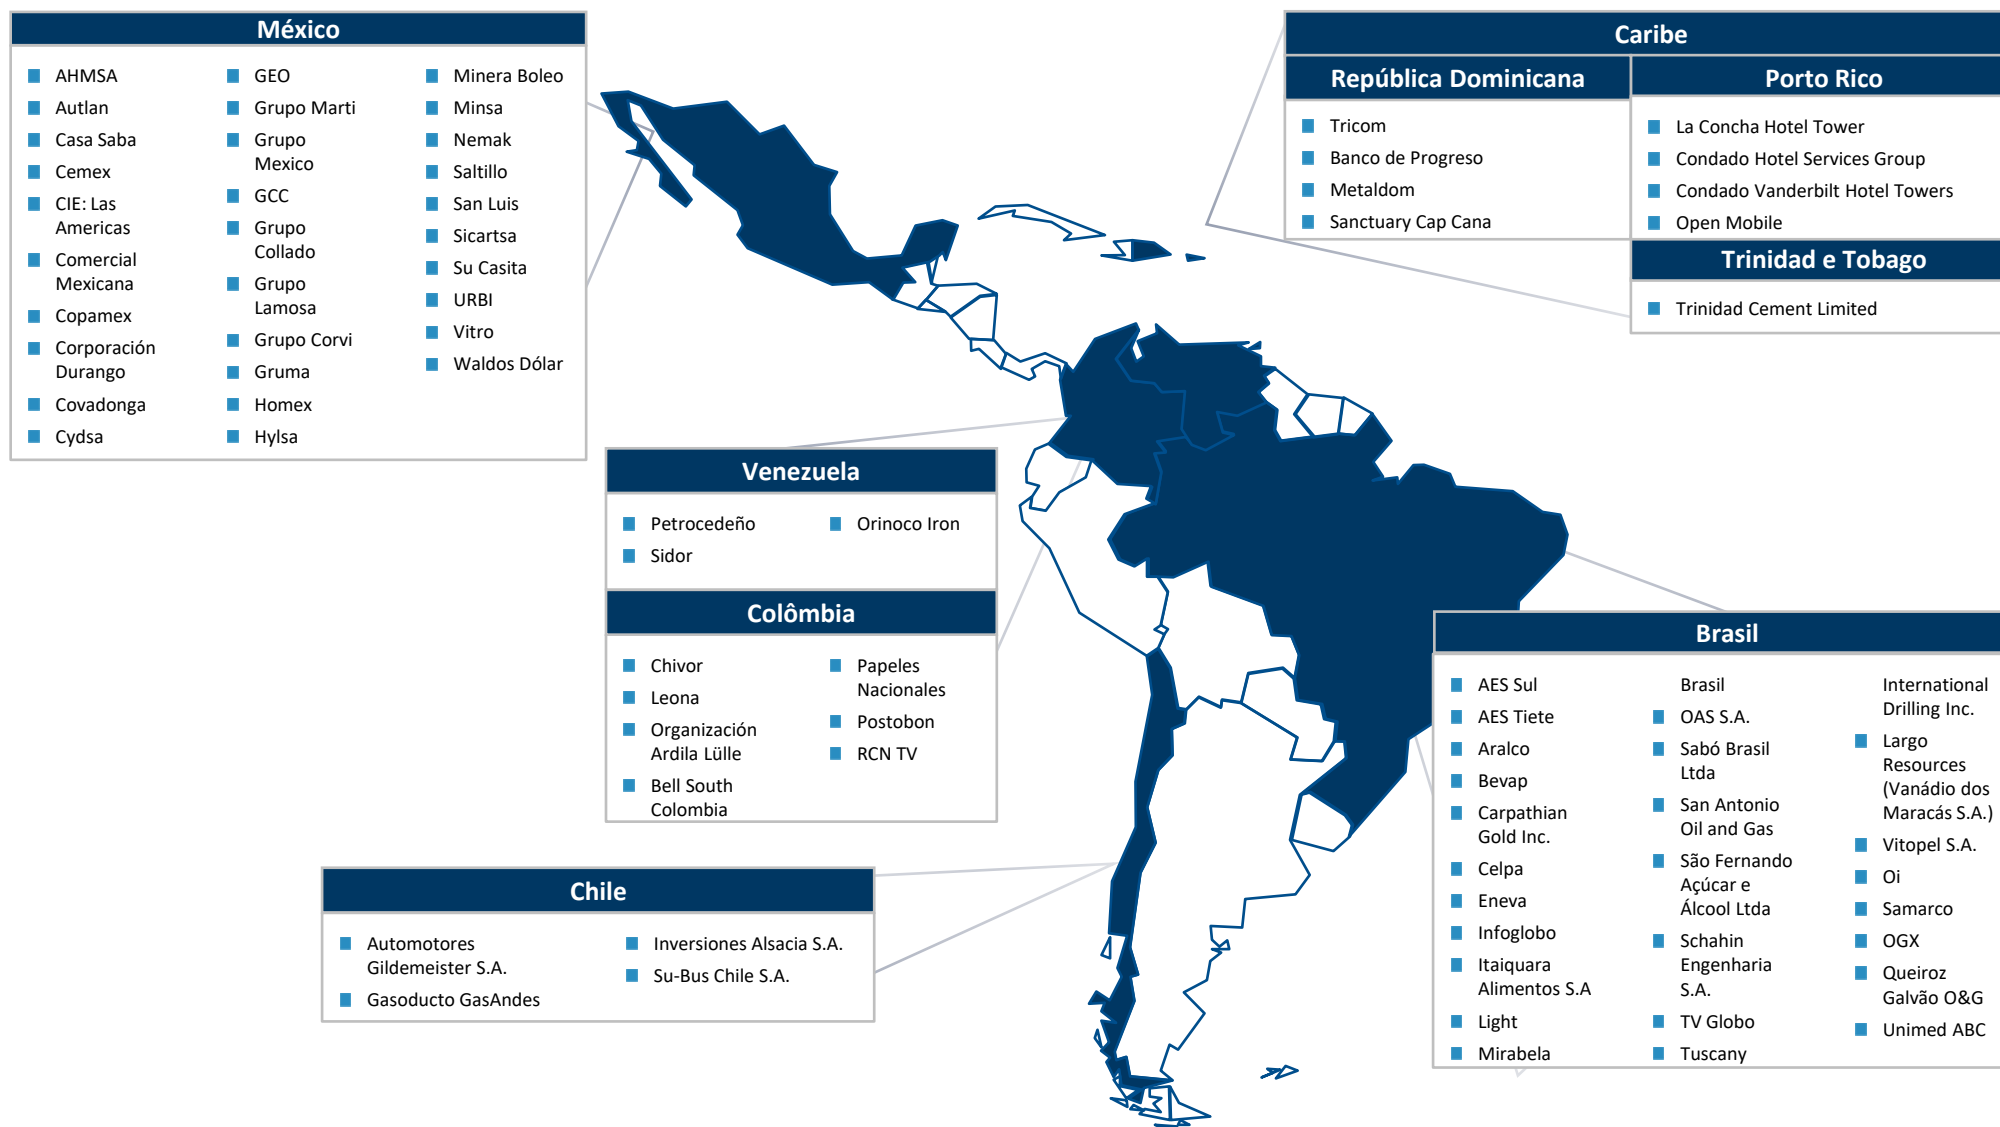 México
AHMSA
Autlan
Casa Saba
Cemex
CIE: Las
Americas
Comercial
Mexicana
Copamex
Corporación
Durango
Covadonga
Cydsa
GEO
Grupo Marti
Grupo
Mexico
GCC
Grupo
Collado
Grupo
Lamosa
Grupo Corvi
Gruma
Homex
Hylsa
Minera Boleo
Minsa
Nemak
Saltillo
San Luis
Sicartsa
Su Casita
URBI
Vitro
Waldos Dólar
Caribe
República Dominicana
Tricom
Banco de Progreso
Metaldom
Sanctuary Cap Cana
Porto Rico
La Concha Hotel Tower
Condado Hotel Services Group
Condado Vanderbilt Hotel Towers
Open Mobile
Trinidad e Tobago
Trinidad Cement Limited
Venezuela
Petrocedeño
Sidor
Orinoco Iron
Colômbia
Chivor
Leona
Organización
Ardila Lülle
Bell South
Colombia
Papeles
Nacionales
Postobon
RCN TV
Chile
Automotores
Gildemeister S.A.
Gasoducto GasAndes
Inversiones Alsacia S.A.
Su-Bus Chile S.A.
Brasil
AES Sul
AES Tiete
Aralco
Bevap
Carpathian
Gold Inc.
Celpa
Eneva
Infoglobo
Itaiquara
Alimentos S.A
Light
Mirabela
Brasil
OAS S.A.
Sabó Brasil
Ltda
San Antonio
Oil and Gas
São Fernando
Açúcar e
Álcool Ltda
Schahin
Engenharia
S.A.
TV Globo
Tuscany
International
Drilling Inc.
Largo
Resources
(Vanádio dos
Maracás S.A.)
Vitopel S.A.
Oi
Samarco
OGX
Queiroz
Galvão O&G
Unimed ABC